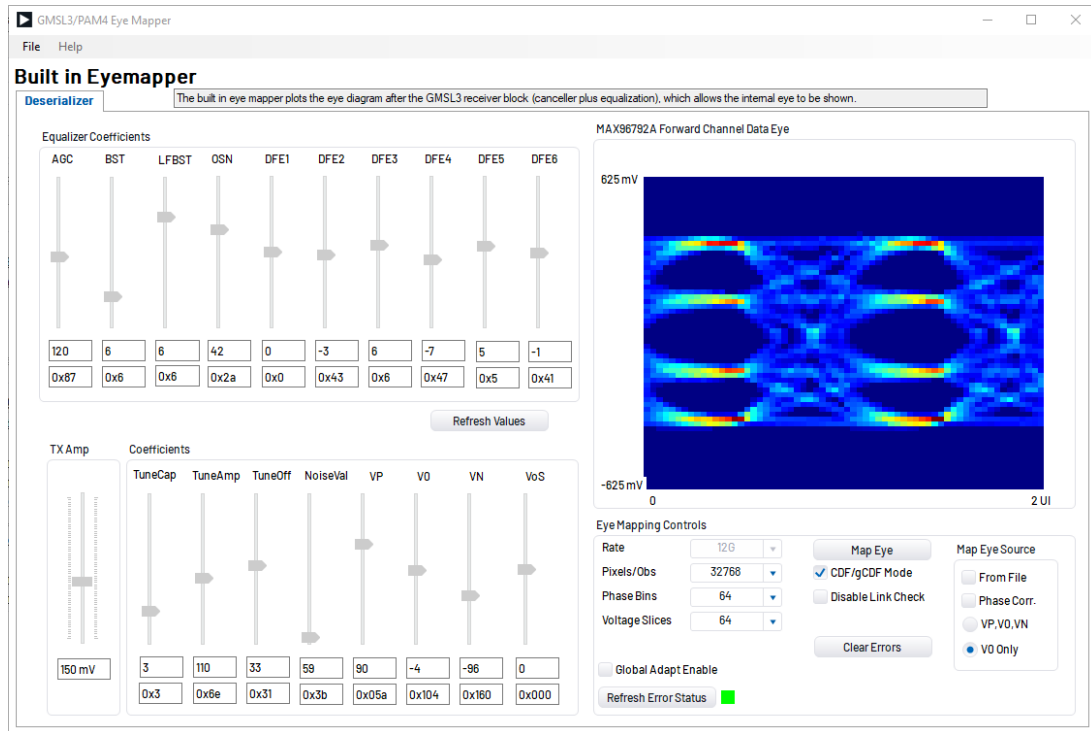 GMSL3/PAM4 Eye Mapper
File Help
Built in Eyemapper
Deserializer
The built in eye mapper plots the eye diagram after the GMSL3 receiver block (canceller plus equalization), which allows the internal eye to be shown.
Equalizer Coefficients
AGC BST LFBST OSN DFE1 DFE2 DFE3 DFE4 DFE5 DFE6
120 6 6 42 0 -3 6 -7 5 -1
0x87 0x6 0x6 0x2a 0x0 0x43 0x6 0x47 0x5 0x41
Refresh Values
TX Amp
150 mV
Coefficients
TuneCap TuneAmp TuneOff NoiseVal VP V0 VN VoS
3 110 33 59 90 -4 -96 0
0x3 0x6e 0x31 0x3b 0x05a 0x104 0x160 0x000
MAX96792A Forward Channel Data Eye
625 mV
-625 mV
0 2 UI
Eye Mapping Controls
Rate 12G
Pixels/Obs 32768
Phase Bins 64
Voltage Slices 64
Global Adapt Enable
Refresh Error Status
Map Eye
CDF/gCDF Mode
Disable Link Check
Clear Errors
Map Eye Source
From File
Phase Corr.
VP,V0,VN
V0 Only